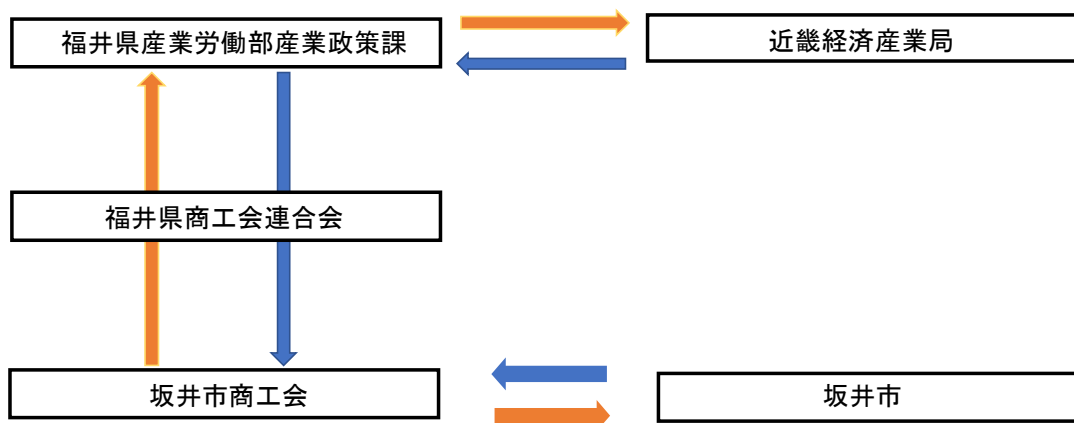 福井県産業労働部産業政策課
近畿経済産業局
福井県商工会連合会
坂井市商工会
坂井市